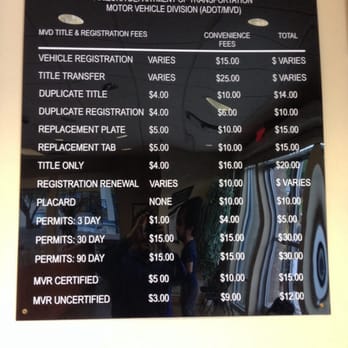 DEPARTMENT OF TRANSPORTATION
MOTOR VEHICLE DIVISION (ADOT/MVD)
MVD TITLE & REGISTRATION FEES CONVENIENCE FEES TOTAL
VEHICLE REGISTRATION VARIES $15.00 $ VARIES
TITLE TRANSFER VARIES $25.00 $ VARIES
DUPLICATE TITLE $4.00 $10.00 $14.00
DUPLICATE REGISTRATION $4.00 $6.00 $10.00
REPLACEMENT PLATE $5.00 $10.00 $15.00
REPLACEMENT TAB $5.00 $10.00 $15.00
TITLE ONLY $4.00 $16.00 $20.00
REGISTRATION RENEWAL VARIES $10.00 $ VARIES
PLACARD NONE $10.00 $10.00
PERMITS: 3 DAY $1.00 $4.00 $5.00
PERMITS: 30 DAY $15.00 $15.00 $30.00
PERMITS: 90 DAY $15.00 $15.00 $30.00
MVR CERTIFIED $5.00 $10.00 $15.00
MVR UNCERTIFIED $3.00 $9.00 $12.00